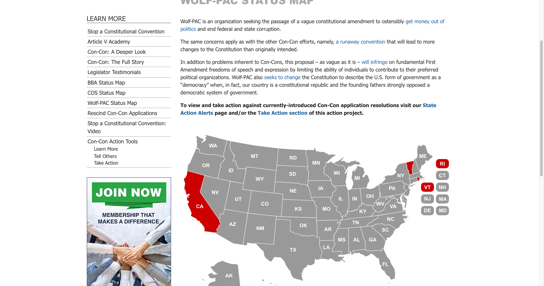 WOLF-PAC STATUS MAP
LEARN MORE
Stop a Constitutional Convention
Article V Academy
Con-Con: A Deeper Look
Con-Con: The Full Story
Legislator Testimonials
BBA Status Map
COS Status Map
Wolf-PAC Status Map
Rescind Con-Con Applications
Stop a Constitutional Convention:
Video
Con-Con Action Tools
Learn More
Tell Others
Take Action
JOIN NOW
MEMBERSHIP THAT
MAKES A DIFFERENCE
Wolf-PAC is an organization seeking the passage of a vague constitutional amendment to ostensibly get money out of
politics and end federal and state corruption.
The same concerns apply as with the other Con-Con efforts, namely, a runaway convention that will lead to more
changes to the Constitution than originally intended.
In addition to problems inherent to Con-Cons, this proposal – as vague as it is – will infringe on fundamental First
Amendment freedoms of speech and expression by limiting the ability of individuals to contribute to their preferred
political organizations. Wolf-PAC also seeks to change the Constitution to describe the U.S. form of government as a
"democracy" when, in fact, our country is a constitutional republic and the founding fathers strongly opposed a
democratic system of government.
To view and take action against currently-introduced Con-Con application resolutions visit our State
Action Alerts page and/or the Take Action section of this action project.
WA
MT
ND
MN
ME
OR
ID
SD
WI
MI
NY
WY
IA
PA
NV
NE
IL
IN
OH
UT
CO
WV
VA
CA
KS
MO
KY
NC
TN
AZ
NM
OK
AR
SC
MS
AL
GA
TX
LA
FL
AK
RI
CT
VT
NH
NJ
MA
DE
MD